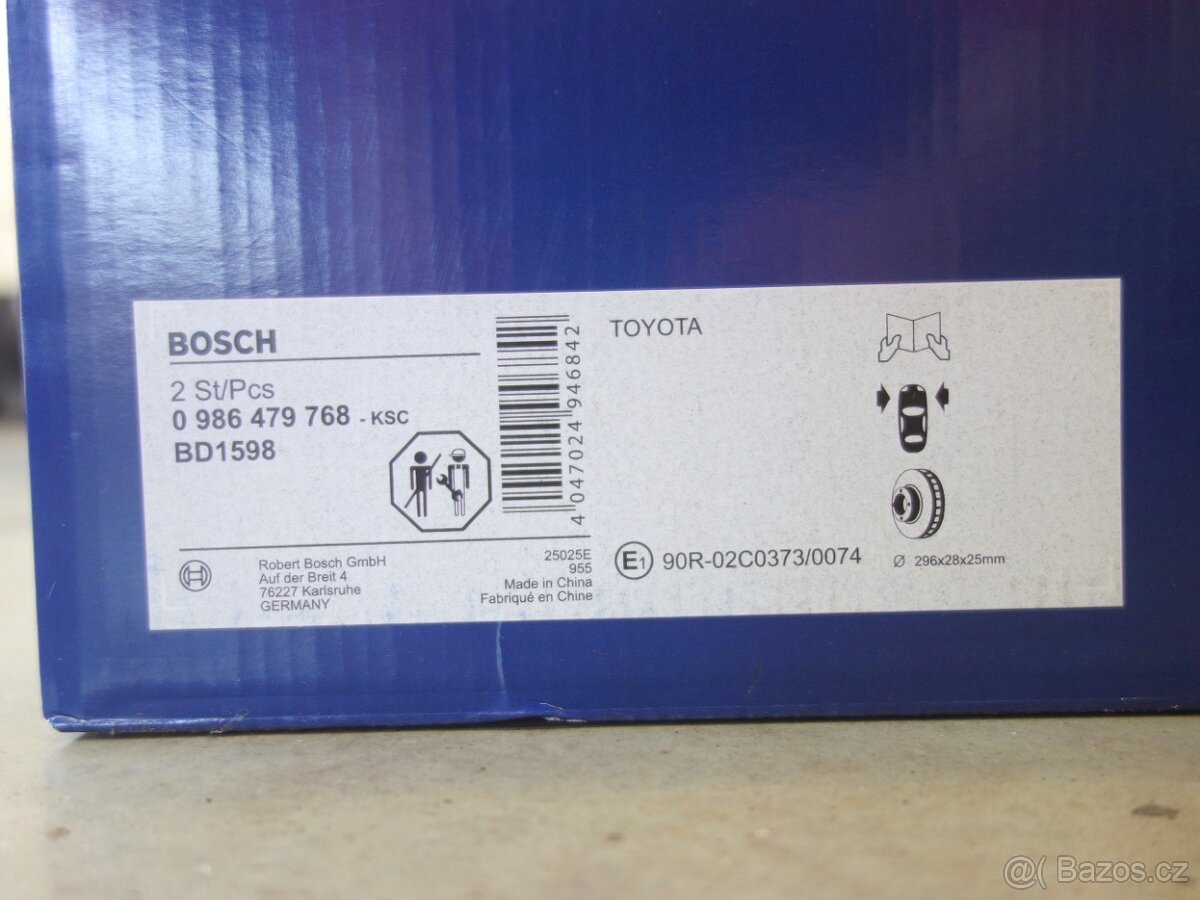 BOSCH
2 St/Pcs
0 986 479 768 - KSC
BD1598
4 047024 946842
TOYOTA
Robert Bosch GmbH
Auf der Breit 4
76227 Karlsruhe
GERMANY
25025E
955
Made in China
Fabriqué en Chine
E1 90R-02C0373/0074
Ø 296x28x25mm
@( Bazos.cz